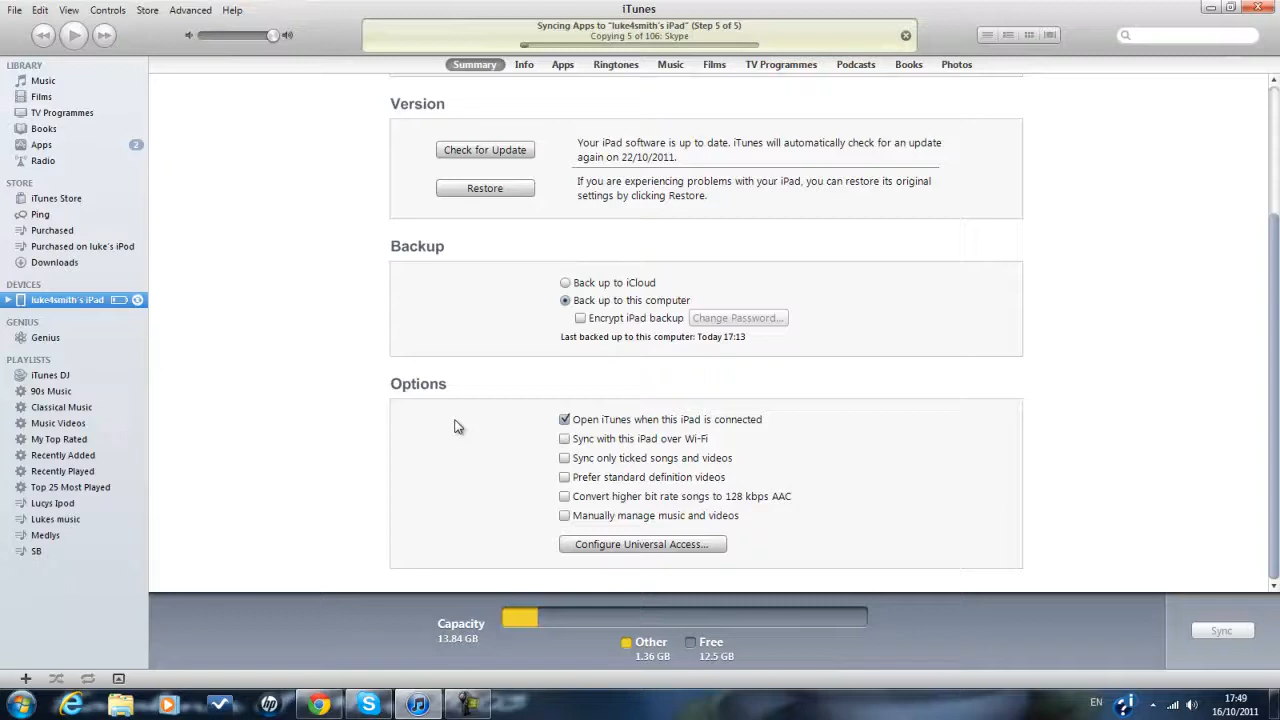 File Edit View Controls Store Advanced Help
iTunes
Syncing Apps to "luke4smith's iPad" (Step 5 of 5)
Copying 5 of 106: Skype
LIBRARY
Music
Films
TV Programmes
Books
Apps 2
Radio
STORE
iTunes Store
Ping
Purchased
Purchased on luke's iPod
Downloads
DEVICES
luke4smith's iPad
GENIUS
Genius
PLAYLISTS
iTunes DJ
90s Music
Classical Music
Music Videos
My Top Rated
Recently Added
Recently Played
Top 25 Most Played
Lucys Ipod
Lukes music
Medlys
SB
Summary Info Apps Ringtones Music Films TV Programmes Podcasts Books Photos
Version
Check for Update
Your iPad software is up to date. iTunes will automatically check for an update
again on 22/10/2011.
Restore
If you are experiencing problems with your iPad, you can restore its original
settings by clicking Restore.
Backup
Back up to iCloud
Back up to this computer
Encrypt iPad backup Change Password...
Last backed up to this computer: Today 17:13
Options
Open iTunes when this iPad is connected
Sync with this iPad over Wi-Fi
Sync only ticked songs and videos
Prefer standard definition videos
Convert higher bit rate songs to 128 kbps AAC
Manually manage music and videos
Configure Universal Access...
Capacity
13.84 GB
Other
1.36 GB
Free
12.5 GB
Sync
EN
17:49
16/10/2011